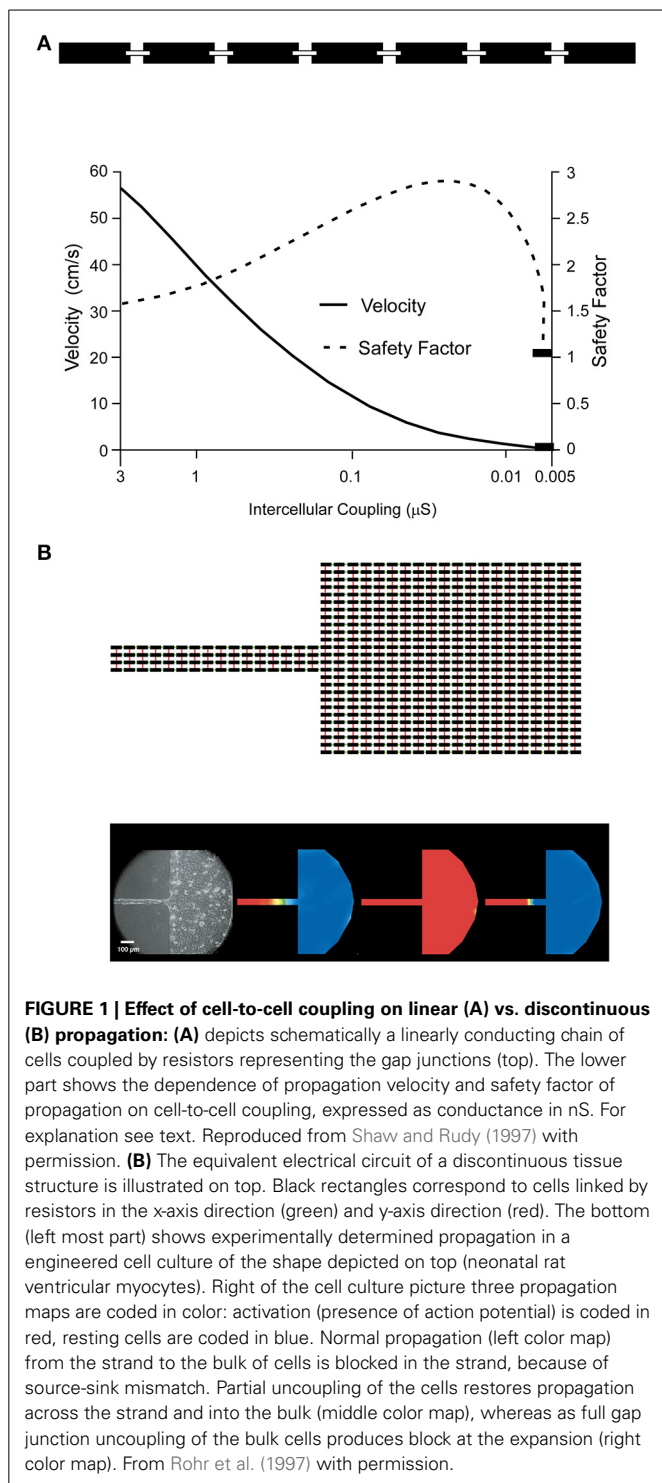 A
60
50
40
30
20
10
0
Velocity (cm/s)
3
2.5
2
1.5
1
0.5
0
Safety Factor
Velocity
Safety Factor
3
1
0.1
0.01
0.005
Intercellular Coupling (µS)
B
100 µm
FIGURE 1 | Effect of cell-to-cell coupling on linear (A) vs. discontinuous
(B) propagation: (A) depicts schematically a linearly conducting chain of
cells coupled by resistors representing the gap junctions (top). The lower
part shows the dependence of propagation velocity and safety factor of
propagation on cell-to-cell coupling, expressed as conductance in nS. For
explanation see text. Reproduced from Shaw and Rudy (1997) with
permission. (B) The equivalent electrical circuit of a discontinuous tissue
structure is illustrated on top. Black rectangles correspond to cells linked by
resistors in the x-axis direction (green) and y-axis direction (red). The bottom
(left most part) shows experimentally determined propagation in a
engineered cell culture of the shape depicted on top (neonatal rat
ventricular myocytes). Right of the cell culture picture three propagation
maps are coded in color: activation (presence of action potential) is coded in
red, resting cells are coded in blue. Normal propagation (left color map)
from the strand to the bulk of cells is blocked in the strand, because of
source-sink mismatch. Partial uncoupling of the cells restores propagation
across the strand and into the bulk (middle color map), whereas as full gap
junction uncoupling of the bulk cells produces block at the expansion (right
color map). From Rohr et al. (1997) with permission.